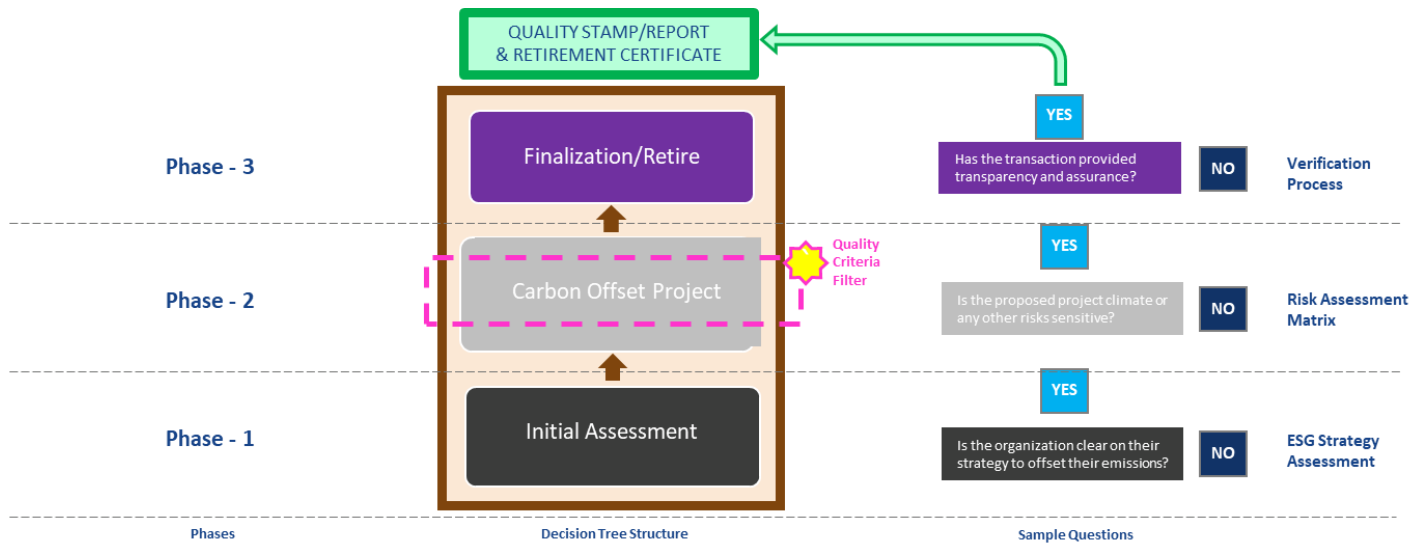 QUALITY STAMP/REPORT
& RETIREMENT CERTIFICATE
YES
Phase - 3
Finalization/Retire
Has the transaction provided
transparency and assurance?
NO
Verification
Process
YES
Quality
Criteria
Filter
Phase - 2
Carbon Offset Project
Is the proposed project climate or
any other risks sensitive?
NO
Risk Assessment
Matrix
YES
Phase - 1
Initial Assessment
Is the organization clear on their
strategy to offset their emissions?
NO
ESG Strategy
Assessment
Phases
Decision Tree Structure
Sample Questions